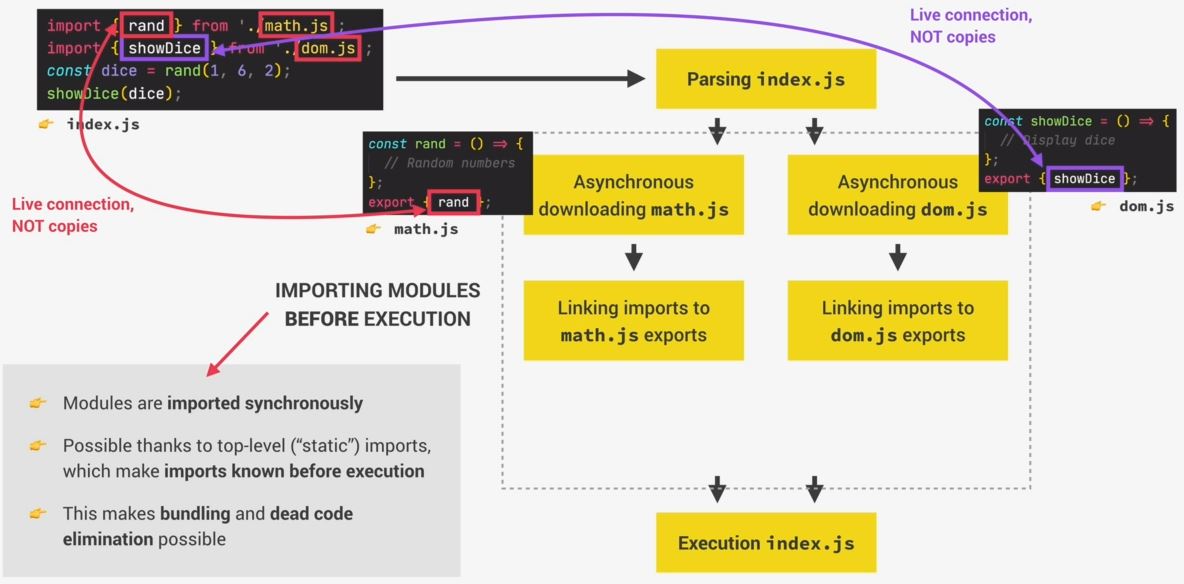 import { rand } from './math.js';
import { showDice } from './dom.js ;
const dice = rand(1, 6, 2);
showDice(dice);
👉 index.js
Live connection,
NOT copies
const rand = () => {
// Random numbers
};
export { rand };
👉 math.js
Live connection,
NOT copies
const showDice = () => {
// Display dice
};
export { showDice };
👉 dom.js
Parsing index.js
Asynchronous
downloading math.js
Asynchronous
downloading dom.js
Linking imports to
math.js exports
Linking imports to
dom.js exports
Execution index.js
IMPORTING MODULES
BEFORE EXECUTION
👉 Modules are imported synchronously
👉 Possible thanks to top-level (“static”) imports,
which make imports known before execution
👉 This makes bundling and dead code
elimination possible